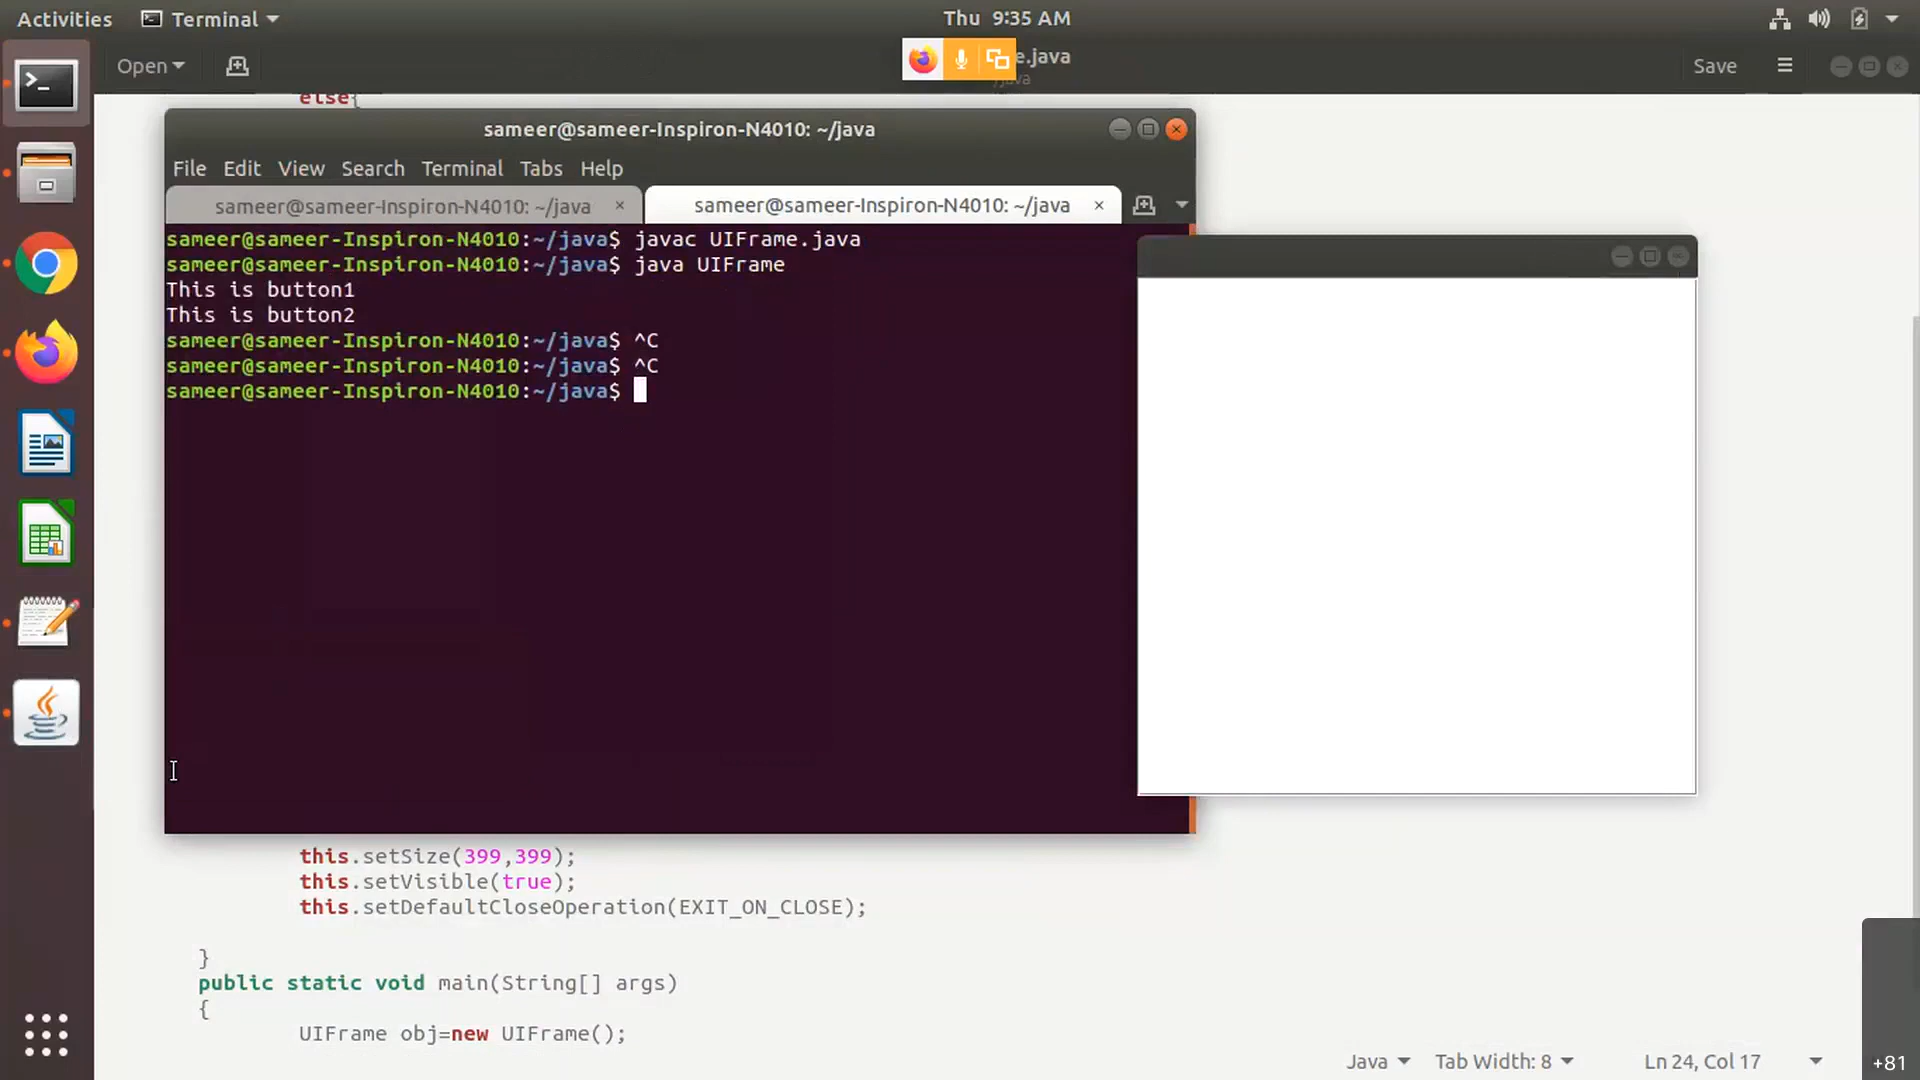 Activities
Terminal
Thu 9:35 AM
Open
e.java
/java
Save
else{
sameer@sameer-Inspiron-N4010: ~/java
File Edit View Search Terminal Tabs Help
sameer@sameer-Inspiron-N4010: ~/java ×
sameer@sameer-Inspiron-N4010: ~/java ×
sameer@sameer-Inspiron-N4010:~/java$ javac UIFrame.java
sameer@sameer-Inspiron-N4010:~/java$ java UIFrame
This is button1
This is button2
sameer@sameer-Inspiron-N4010:~/java$ ^C
sameer@sameer-Inspiron-N4010:~/java$ ^C
sameer@sameer-Inspiron-N4010:~/java$
this.setSize(399,399);
this.setVisible(true);
this.setDefaultCloseOperation(EXIT_ON_CLOSE);
}
public static void main(String[] args)
{
UIFrame obj=new UIFrame();
Java
Tab Width: 8
Ln 24, Col 17
+81